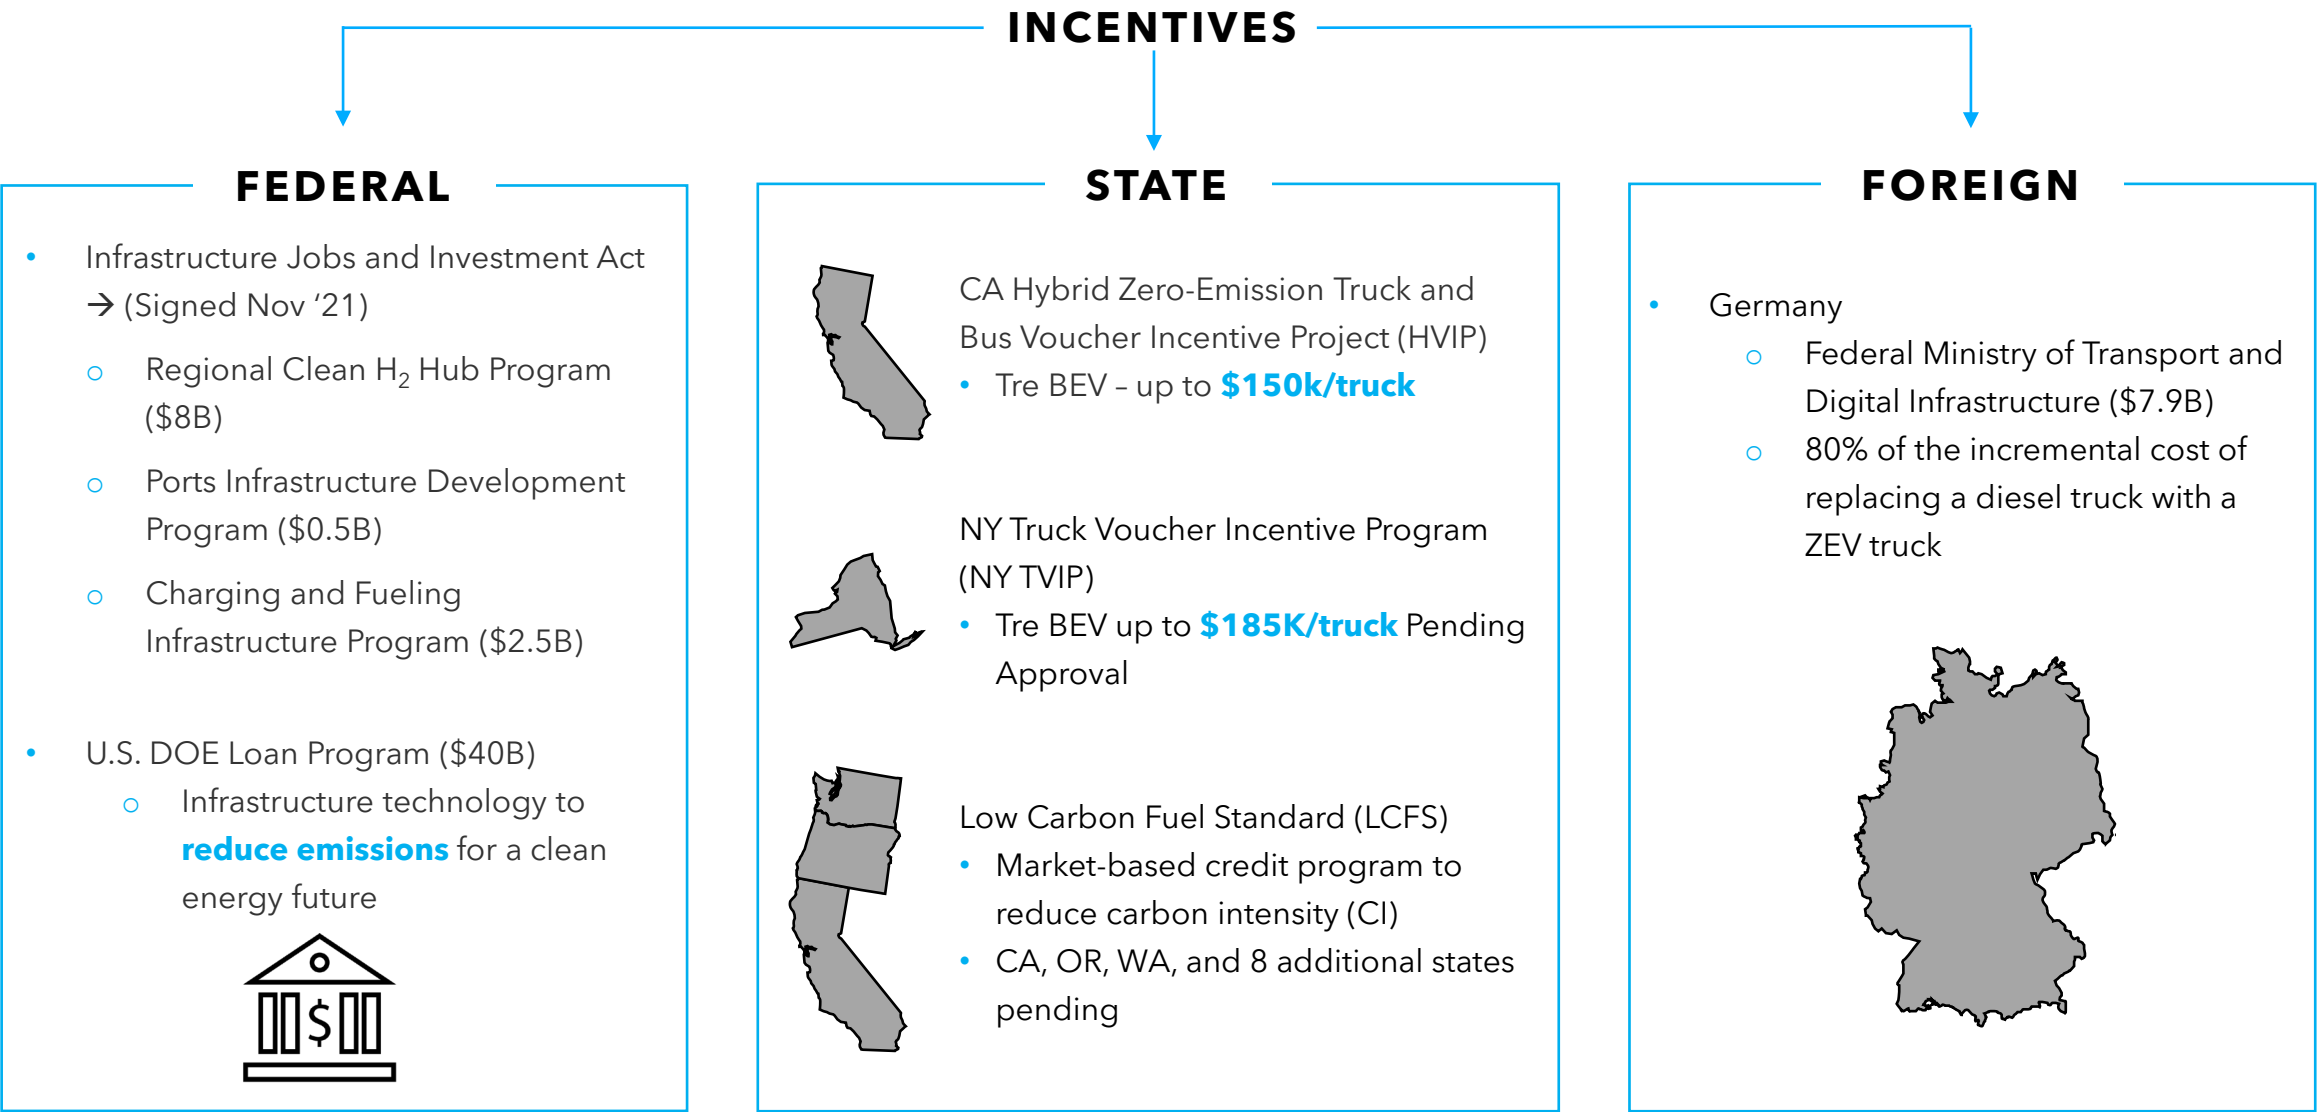 INCENTIVES
FEDERAL
• Infrastructure Jobs and Investment Act
→ (Signed Nov ‘21)
o Regional Clean H₂ Hub Program
($8B)
o Ports Infrastructure Development
Program ($0.5B)
o Charging and Fueling
Infrastructure Program ($2.5B)
• U.S. DOE Loan Program ($40B)
o Infrastructure technology to
reduce emissions for a clean
energy future
$
STATE
CA Hybrid Zero-Emission Truck and
Bus Voucher Incentive Project (HVIP)
• Tre BEV – up to $150k/truck
NY Truck Voucher Incentive Program
(NY TVIP)
• Tre BEV up to $185K/truck Pending
Approval
Low Carbon Fuel Standard (LCFS)
• Market-based credit program to
reduce carbon intensity (CI)
• CA, OR, WA, and 8 additional states
pending
FOREIGN
• Germany
o Federal Ministry of Transport and
Digital Infrastructure ($7.9B)
o 80% of the incremental cost of
replacing a diesel truck with a
ZEV truck